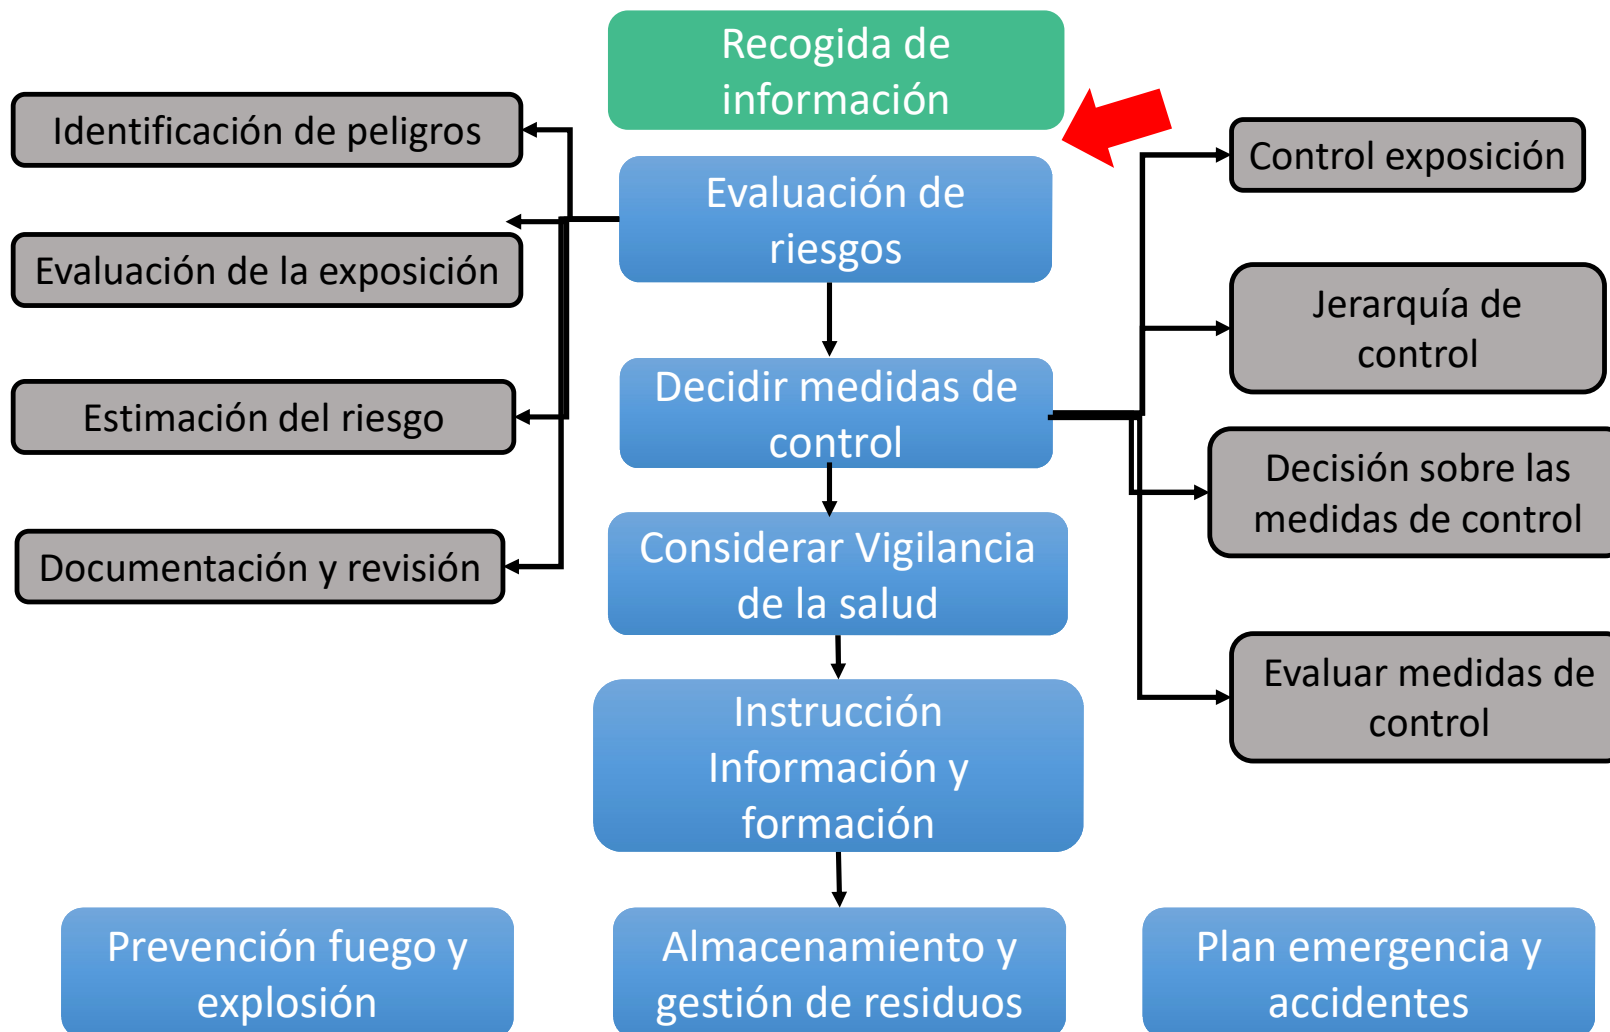 Recogida de
información
Identificación de peligros
Control exposición
Evaluación de
riesgos
Evaluación de la exposición
Jerarquía de
control
Estimación del riesgo
Decidir medidas de
control
Decisión sobre las
medidas de control
Documentación y revisión
Considerar Vigilancia
de la salud
Evaluar medidas de
control
Instrucción
Información y
formación
Prevención fuego y
explosión
Almacenamiento y
gestión de residuos
Plan emergencia y
accidentes